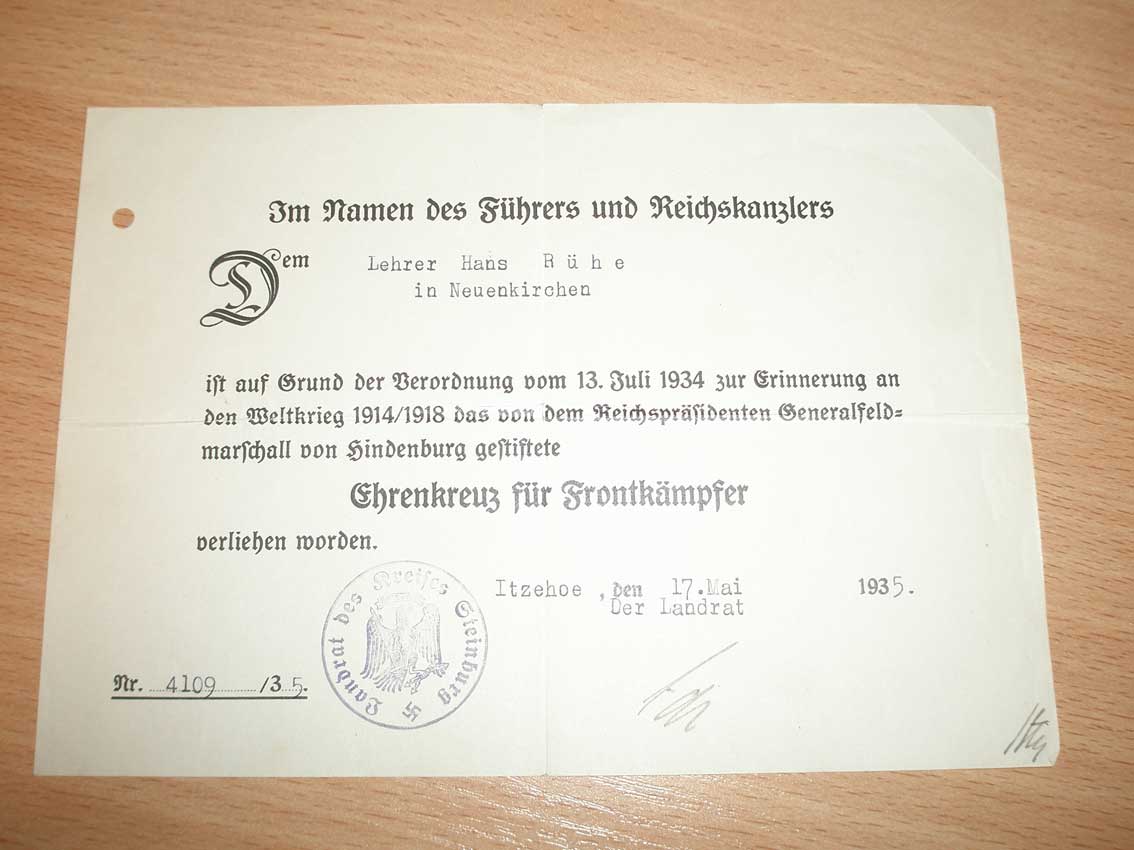 Im Namen des Führers und Reichskanzlers
Dem Lehrer Hans Rühe
in Neuenkirchen
ist auf Grund der Verordnung vom 13. Juli 1934 zur Erinnerung an
den Weltkrieg 1914/1918 das von dem Reichspräsidenten Generalfeld=
marschall von Hindenburg gestiftete
Ehrenkreuz für Frontkämpfer
verliehen worden.
Itzehoe, den 17.Mai 1935.
Der Landrat
Landrat des Kreises Steinburg
Nr. 4109 /35.